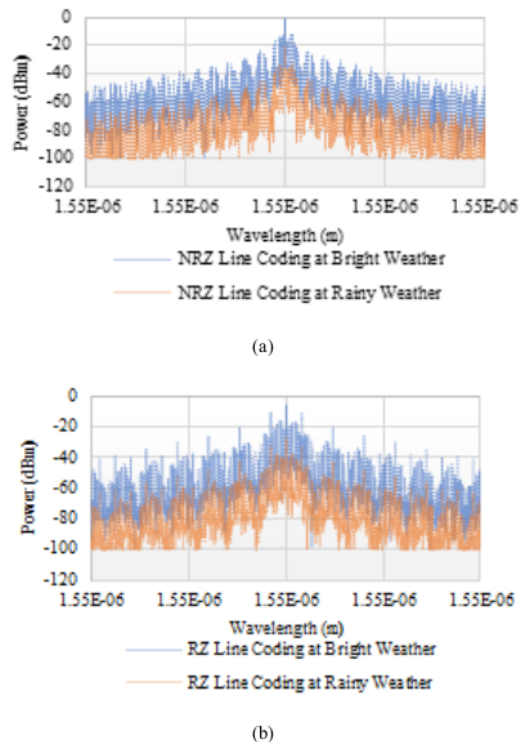 0
-20
-40
-60
-80
-100
-120
Power (dBm)
1.55E-06 1.55E-06 1.55E-06 1.55E-06 1.55E-06
Wavelength (m)
NRZ Line Coding at Bright Weather
NRZ Line Coding at Rainy Weather
(a)
0
-20
-40
-60
-80
-100
-120
Power (dBm)
1.55E-06 1.55E-06 1.55E-06 1.55E-06 1.55E-06
Wavelength (m)
RZ Line Coding at Bright Weather
RZ Line Coding at Rainy Weather
(b)